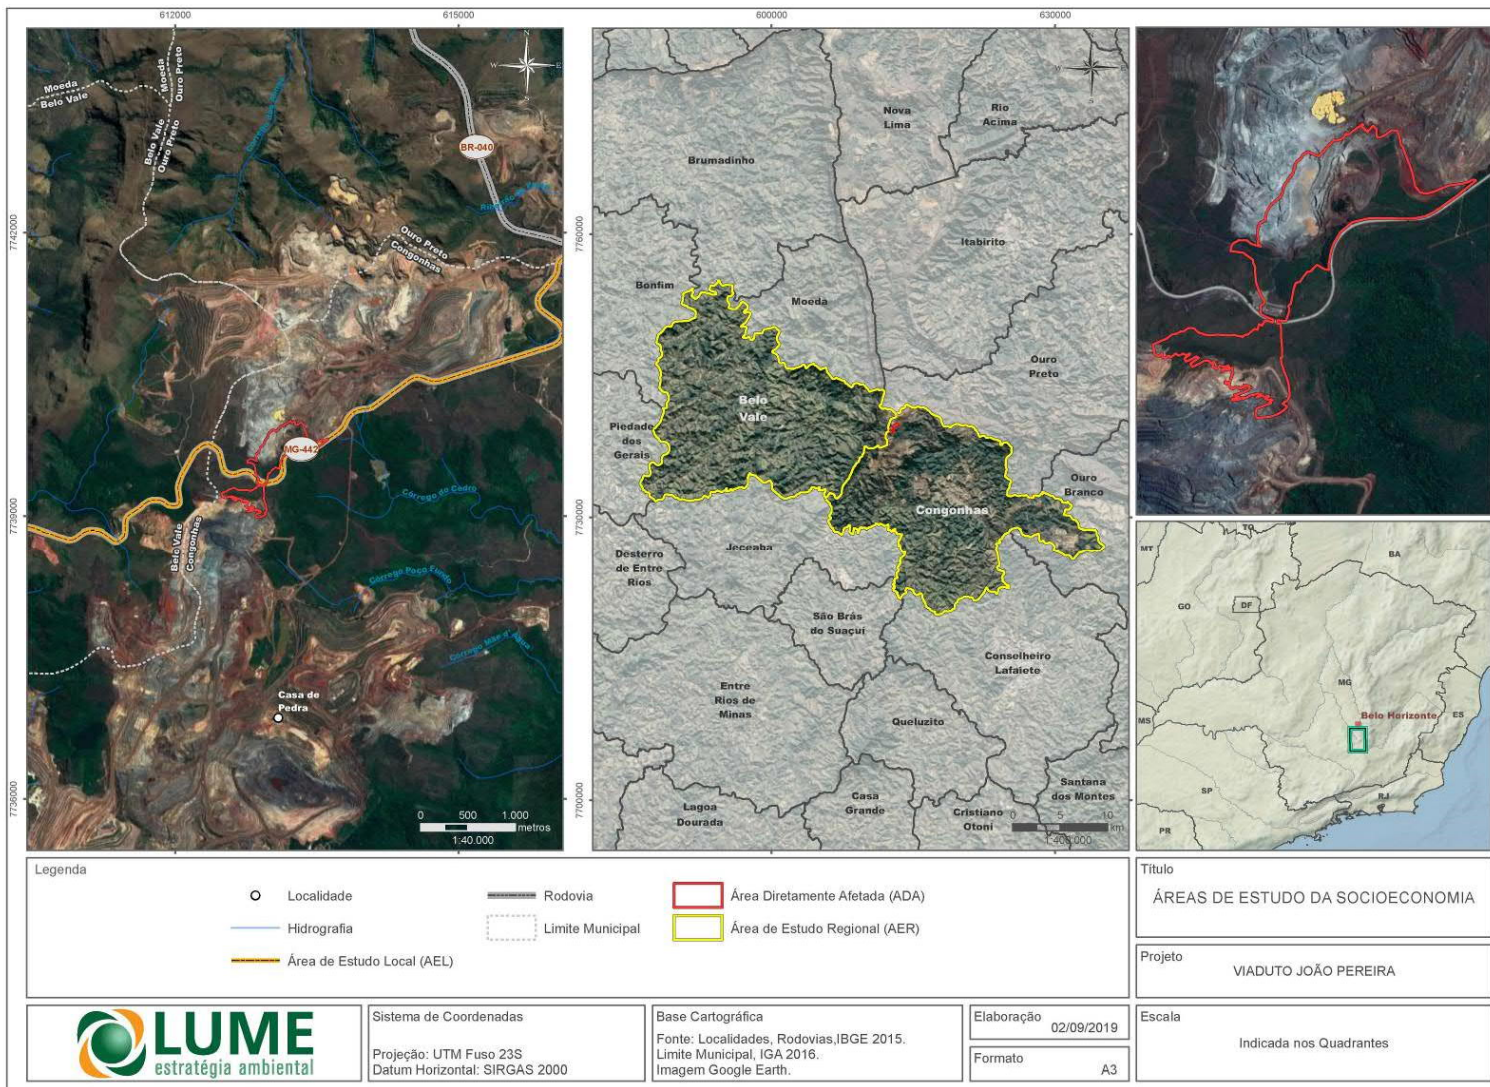 612000
615000
600000
630000
7742000
7739000
7736000
7760000
7730000
7700000
Moeda
Belo Vale
Moeda
Ouro Preto
Belo Vale
Ouro Preto
BR-040
Ouro Preto
Congonhas
MG-442
Córrego do Cedro
Belo Vale
Congonhas
Córrego Poço Fundo
Córrego Mãe d' Água
Casa de
Pedra
N
W
E
0 500 1.000
metros
1:40.000
W
E
Nova
Lima
Rio
Acima
Brumadinho
Itabirito
Bonfim
Moeda
Ouro
Preto
Belo
Vale
Piedade
dos
Gerais
Ouro
Branco
Congonhas
Jeceaba
Desterro
de Entre
Rios
São Brás
do Suaçuí
Conselheiro
Lafaiete
Entre
Rios de
Minas
Queluzito
Santana
dos Montes
Casa
Grande
Lagoa
Dourada
Cristiano
Otoni
0 5 10
km
1:400.000
TO
MT
BA
GO
DF
MG
Belo Horizonte
ES
MS
SP
RJ
PR
Legenda
Localidade
Rodovia
Área Diretamente Afetada (ADA)
Hidrografia
Limite Municipal
Área de Estudo Regional (AER)
Área de Estudo Local (AEL)
Título
ÁREAS DE ESTUDO DA SOCIOECONOMIA
Projeto
VIADUTO JOÃO PEREIRA
LUME
estratégia ambiental
Sistema de Coordenadas
Projeção: UTM Fuso 23S
Datum Horizontal: SIRGAS 2000
Base Cartográfica
Fonte: Localidades, Rodovias,IBGE 2015.
Limite Municipal, IGA 2016.
Imagem Google Earth.
Elaboração
02/09/2019
Formato
A3
Escala
Indicada nos Quadrantes